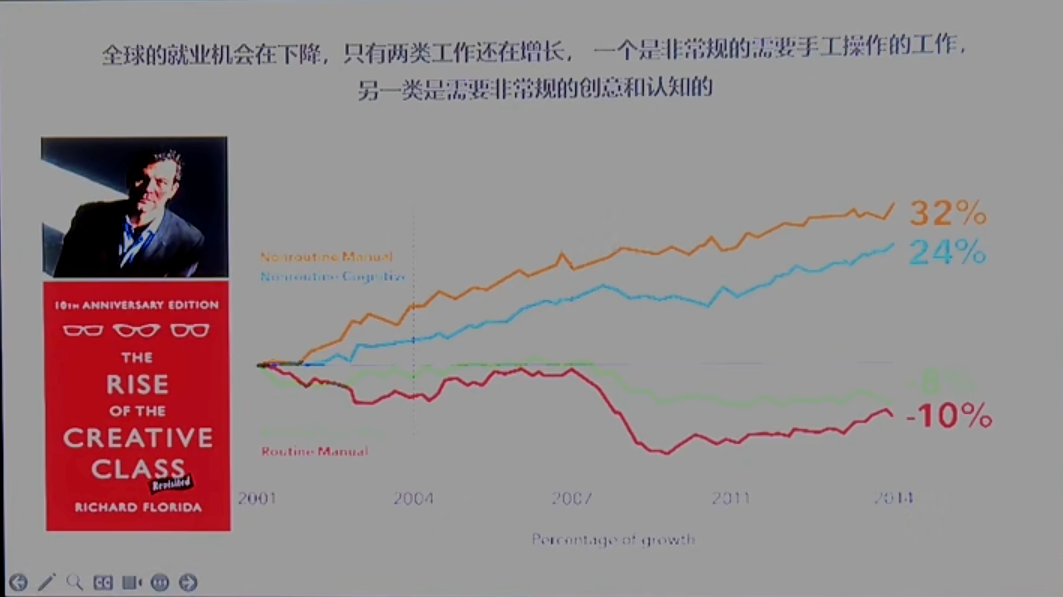 全球的就业机会在下降，只有两类工作还在增长， 一个是非常规的需要手工操作的工作，
另一类是需要非常规的创意和认知的
10TH ANNIVERSARY EDITION
THE
RISE
OF THE
CREATIVE
CLASS
Revisited
RICHARD FLORIDA
Nonroutine Manual
Nonroutine Cognitive
32%
24%
-8%
-10%
Routine Manual
2001
2004
2007
2011
2014
Percentage of growth
CC